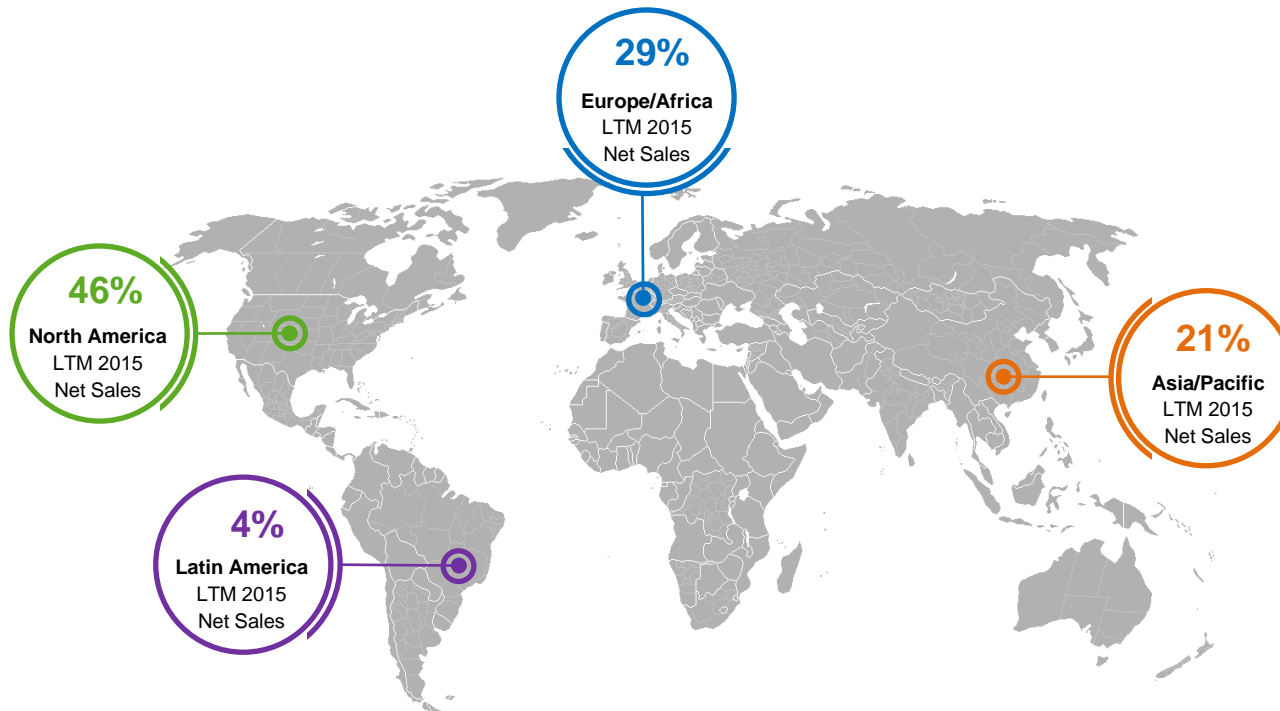 29%
Europe/Africa
LTM 2015
Net Sales
46%
North America
LTM 2015
Net Sales
21%
Asia/Pacific
LTM 2015
Net Sales
4%
Latin America
LTM 2015
Net Sales